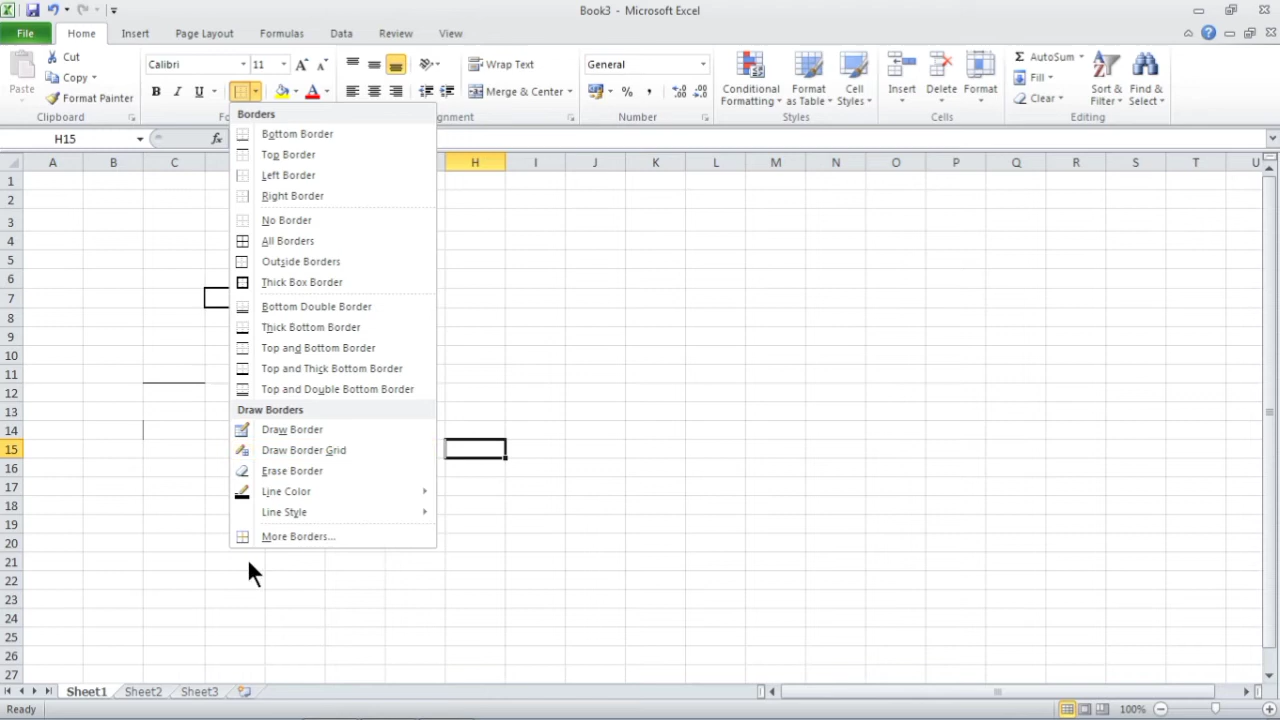 Book3 - Microsoft Excel
File Home Insert Page Layout Formulas Data Review View
Cut
Copy
Format Painter
Paste
Clipboard
Calibri 11
B I U
Wrap Text
Merge & Center
General
% ,
Number
Conditional Formatting
Format as Table
Cell Styles
Styles
Insert Delete Format
Cells
AutoSum
Fill
Clear
Sort & Filter
Find & Select
Editing
H15 fx
A B C H I J K L M N O P Q R S T U
1
2
3
4
5
6
7
8
9
10
11
12
13
14
15
16
17
18
19
20
21
22
23
24
25
26
27
Borders
Bottom Border
Top Border
Left Border
Right Border
No Border
All Borders
Outside Borders
Thick Box Border
Bottom Double Border
Thick Bottom Border
Top and Bottom Border
Top and Thick Bottom Border
Top and Double Bottom Border
Draw Borders
Draw Border
Draw Border Grid
Erase Border
Line Color
Line Style
More Borders...
Sheet1 Sheet2 Sheet3
Ready 100%